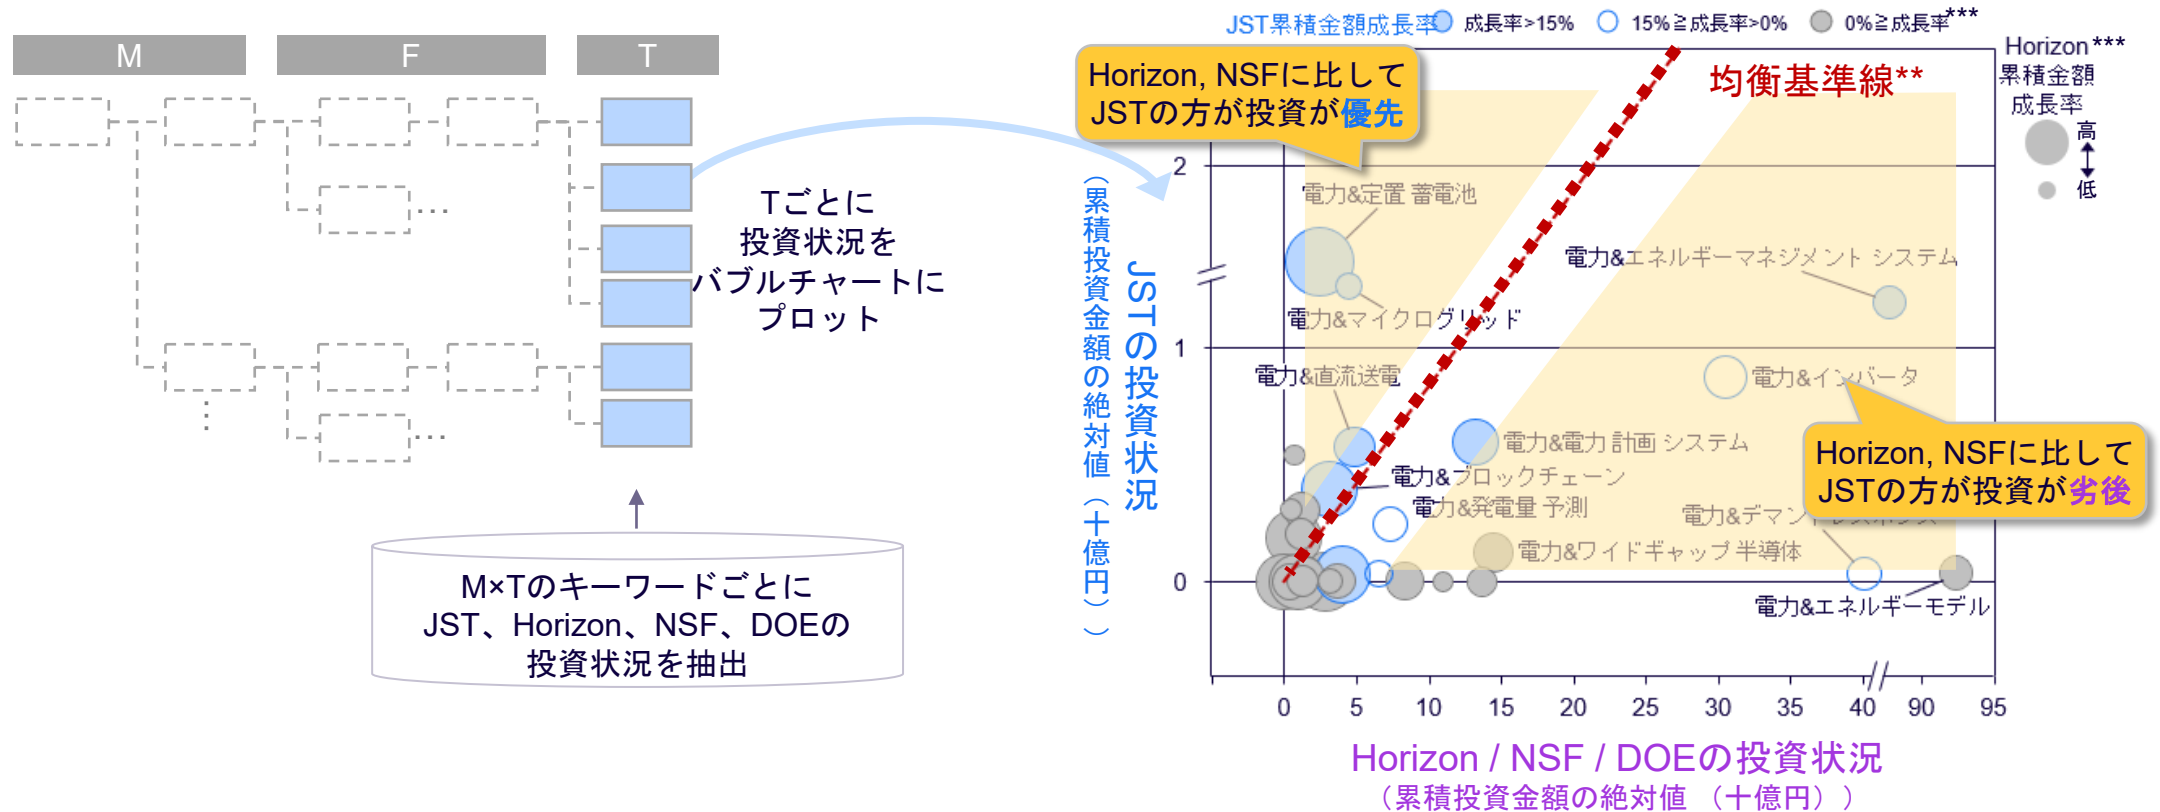 M
F
T
Tごとに
投資状況を
バブルチャートに
プロット
M×Tのキーワードごとに
JST、Horizon、NSF、DOEの
投資状況を抽出
JST累積金額成長率
成長率>15%
15%≧成長率>0%
0%≧成長率***
Horizon***
累積金額
成長率
高
低
Horizon, NSFに比して
JSTの方が投資が優先
均衡基準線**
JSTの投資状況
(累積投資金額の絶対値(十億円))
2
1
0
電力&定置 蓄電池
電力&エネルギーマネジメント システム
電力&マイクログリッド
電力&直流送電
電力&インバータ
電力&電力 計画 システム
電力&ブロックチェーン
電力&発電量 予測
電力&デマンドレスポンス
電力&ワイドギャップ 半導体
電力&エネルギーモデル
Horizon, NSFに比して
JSTの方が投資が劣後
0 5 10 15 20 25 30 35 40 90 95
Horizon / NSF / DOEの投資状況
(累積投資金額の絶対値 (十億円))